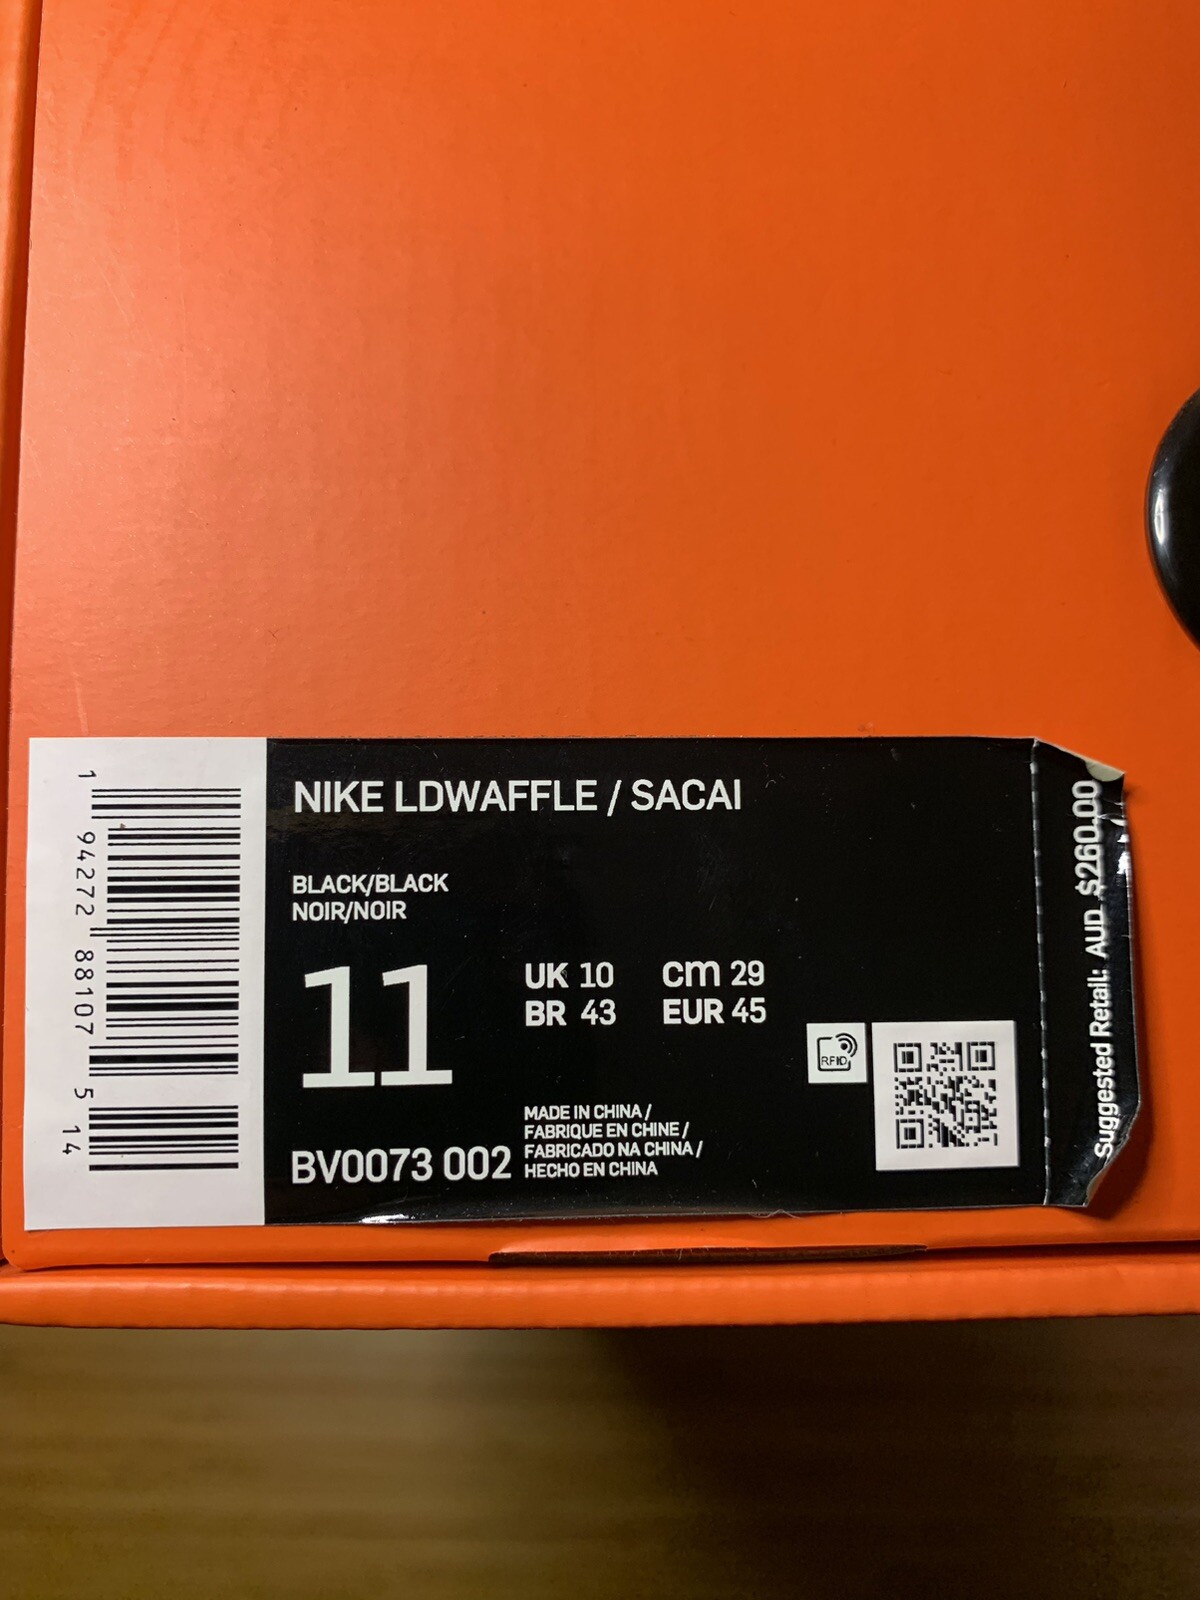 NIKE LDWAFFLE / SACAI
BLACK/BLACK
NOIR/NOIR
11
UK 10
cm 29
BR 43
EUR 45
RFID
MADE IN CHINA /
FABRIQUE EN CHINE /
FABRICADO NA CHINA /
HECHO EN CHINA
BV0073 002
1 94272 88107 5 14
Suggested Retail: AUD $260.00